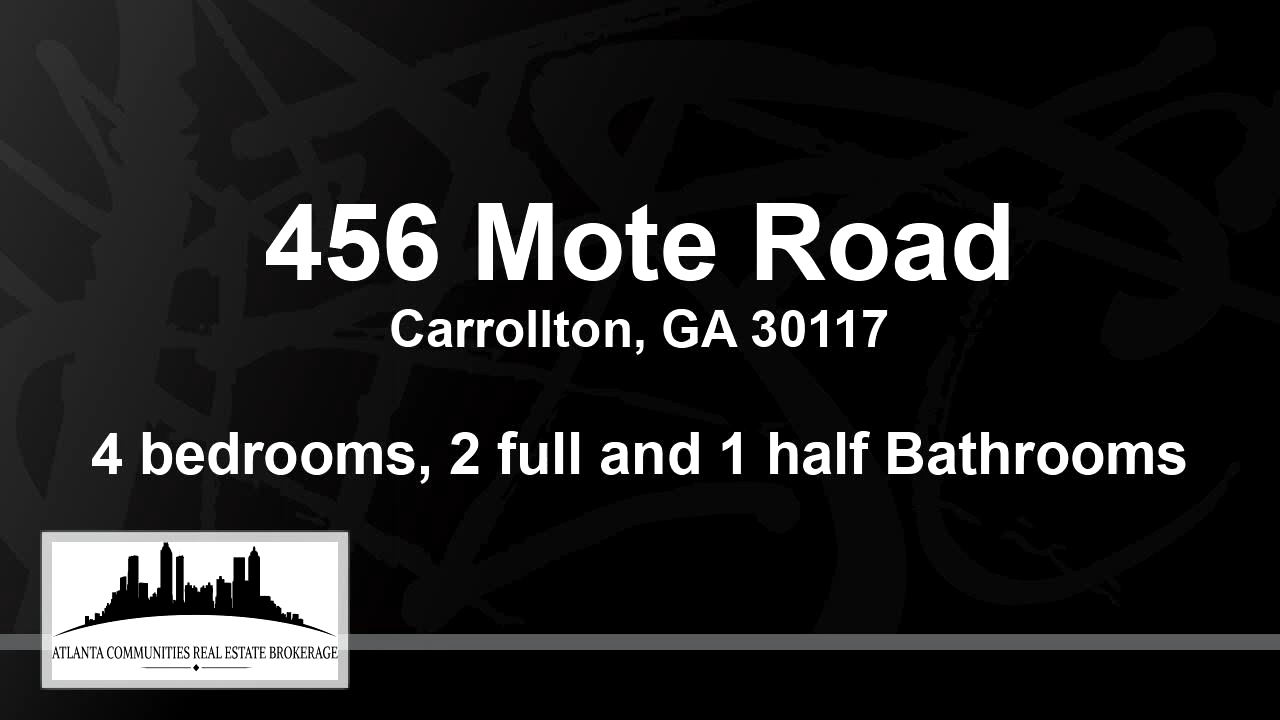 456 Mote Road
Carrollton, GA 30117
4 bedrooms, 2 full and 1 half Bathrooms
ATLANTA COMMUNITIES REAL ESTATE BROKERAGE